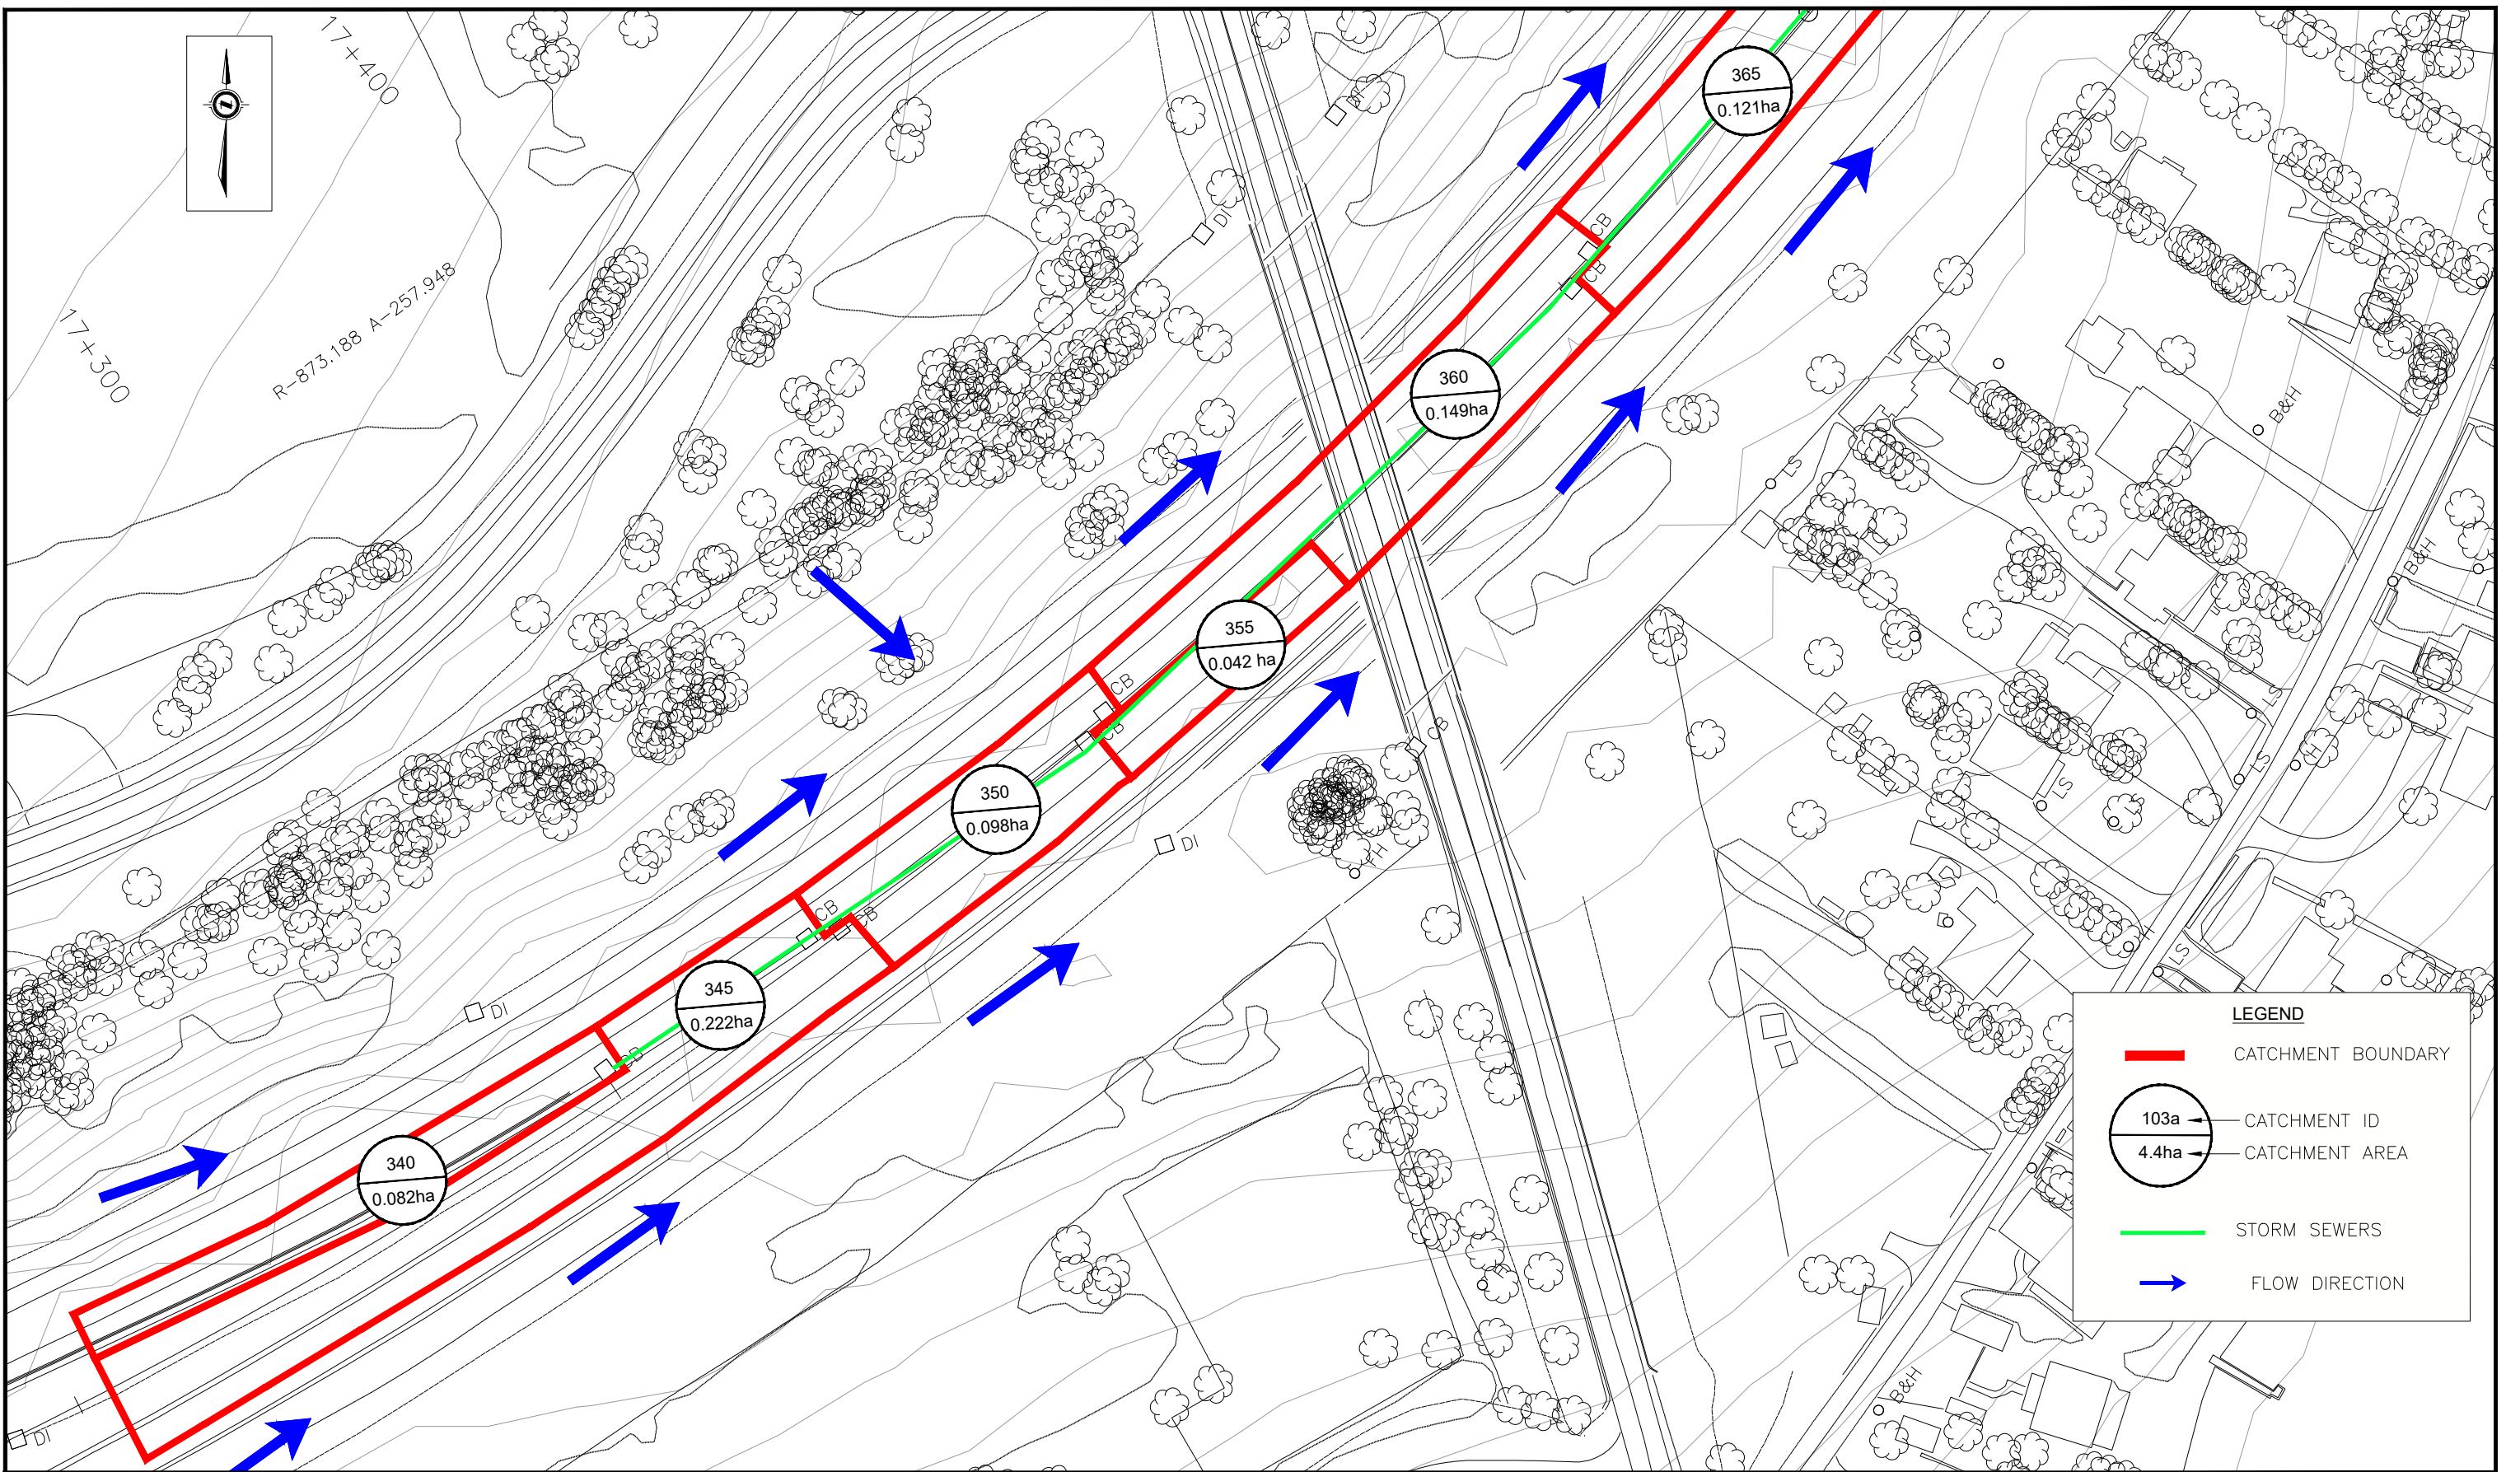 17+400
17+300
R-873.188 A-257.948
DI
DI
365
0.121ha
CB
CB
360
0.149ha
B&H
LS
B&H
355
0.042 ha
CB
CB
CB
LS
LS
H
LS
LS
350
0.098ha
DI
FH
CB
CB
H
LS
345
0.222ha
DI
CB
340
0.082ha
DI
B&H
LEGEND
CATCHMENT BOUNDARY
103a
CATCHMENT ID
4.4ha
CATCHMENT AREA
STORM SEWERS
FLOW DIRECTION